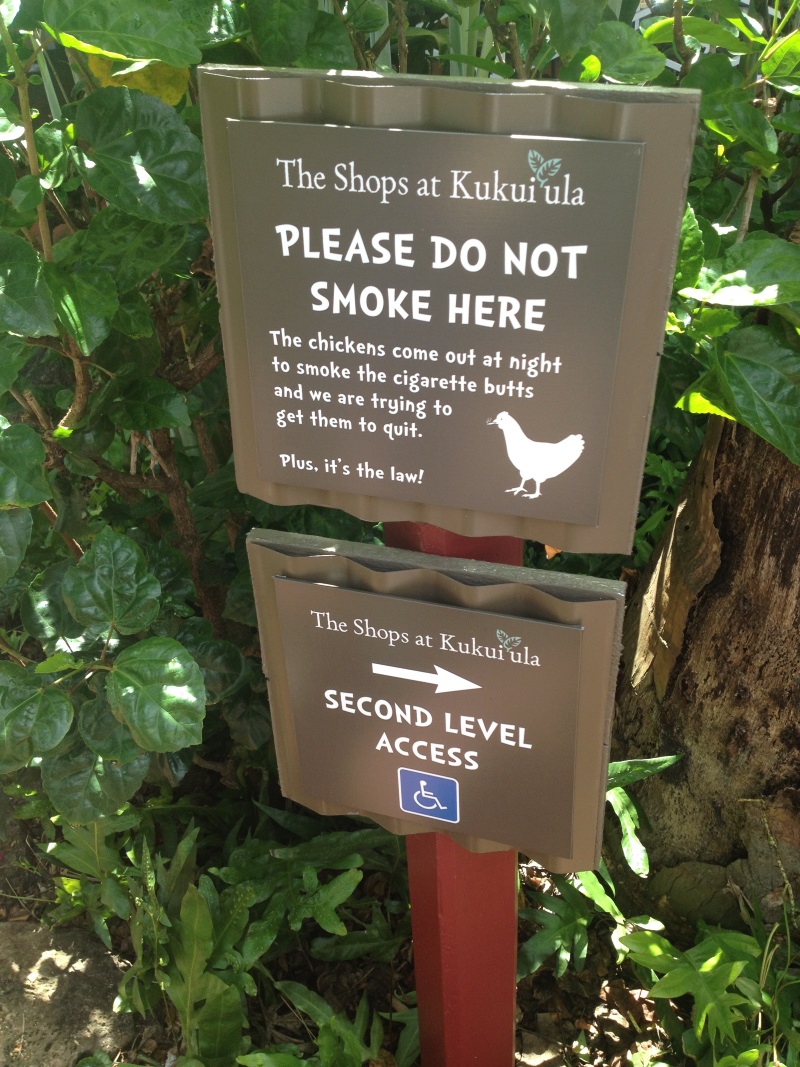 The Shops at Kukui'ula
PLEASE DO NOT
SMOKE HERE
The chickens come out at night
to smoke the cigarette butts
and we are trying to
get them to quit.
Plus, it's the law!
The Shops at Kukui'ula
SECOND LEVEL
ACCESS